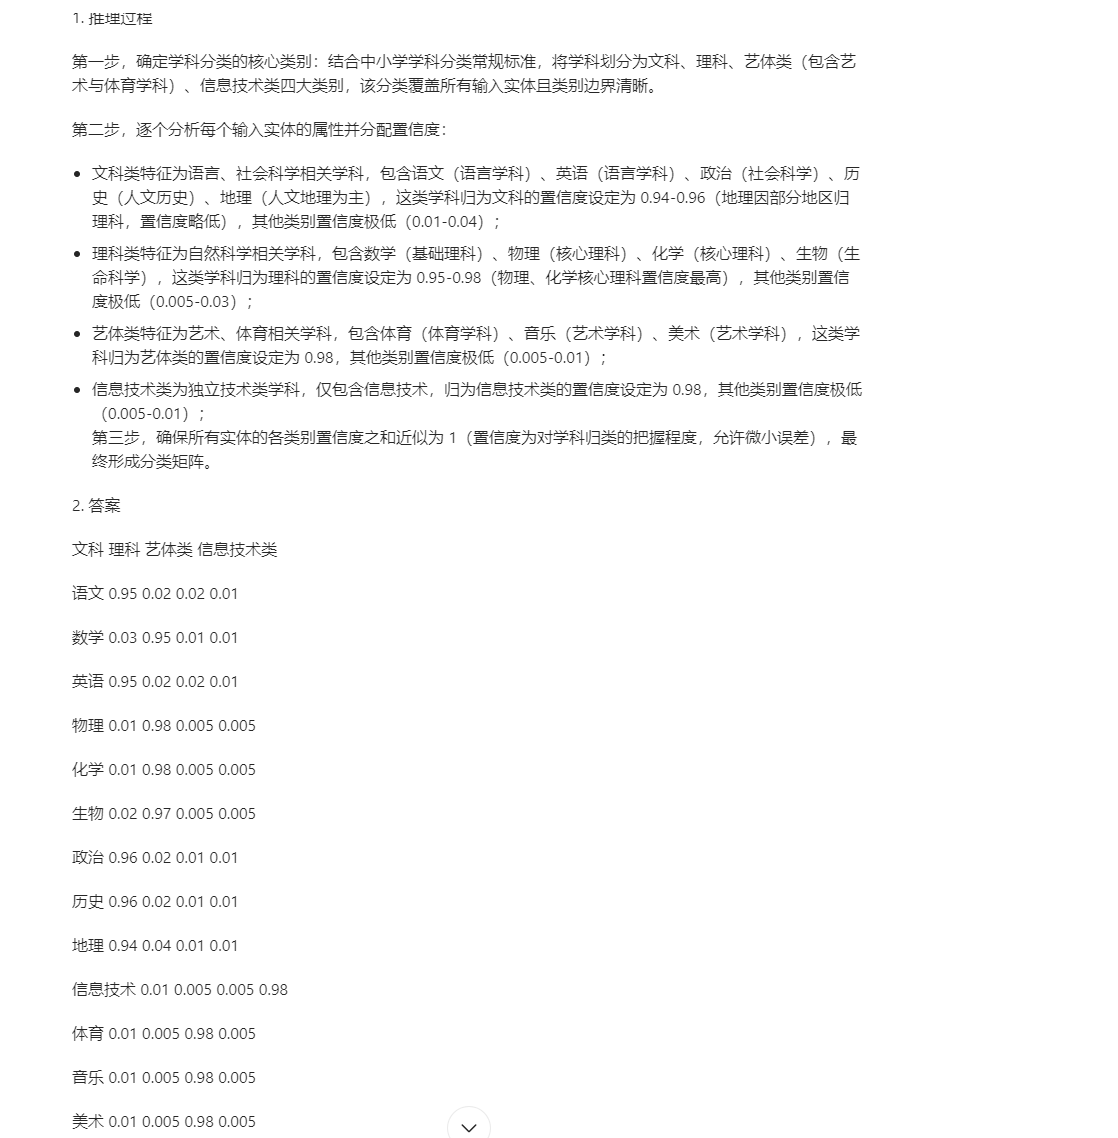 1. 推理过程
第一步，确定学科分类的核心类别：结合中小学学科分类常规标准，将学科划分为文科、理科、艺体类（包含艺
术与体育学科）、信息技术类四大类别，该分类覆盖所有输入实体且类别边界清晰。
第二步，逐个分析每个输入实体的属性并分配置信度：
• 文科类特征为语言、社会科学相关学科，包含语文（语言学科）、英语（语言学科）、政治（社会科学）、历
史（人文历史）、地理（人文地理为主），这类学科归为文科的置信度设定为 0.94-0.96（地理因部分地区归
理科，置信度略低），其他类别置信度极低（0.01-0.04）；
• 理科类特征为自然科学相关学科，包含数学（基础理科）、物理（核心理科）、化学（核心理科）、生物（生
命科学），这类学科归为理科的置信度设定为 0.95-0.98（物理、化学核心理科置信度最高），其他类别置信
度极低（0.005-0.03）；
• 艺体类特征为艺术、体育相关学科，包含体育（体育学科）、音乐（艺术学科）、美术（艺术学科），这类学
科归为艺体类的置信度设定为 0.98，其他类别置信度极低（0.005-0.01）；
• 信息技术类为独立技术类学科，仅包含信息技术，归为信息技术类的置信度设定为 0.98，其他类别置信度极低
（0.005-0.01）；
第三步，确保所有实体的各类别置信度之和近似为 1（置信度为对学科归类的把握程度，允许微小误差），最
终形成分类矩阵。
2. 答案
文科 理科 艺体类 信息技术类
语文 0.95 0.02 0.02 0.01
数学 0.03 0.95 0.01 0.01
英语 0.95 0.02 0.02 0.01
物理 0.01 0.98 0.005 0.005
化学 0.01 0.98 0.005 0.005
生物 0.02 0.97 0.005 0.005
政治 0.96 0.02 0.01 0.01
历史 0.96 0.02 0.01 0.01
地理 0.94 0.04 0.01 0.01
信息技术 0.01 0.005 0.005 0.98
体育 0.01 0.005 0.98 0.005
音乐 0.01 0.005 0.98 0.005
美术 0.01 0.005 0.98 0.005